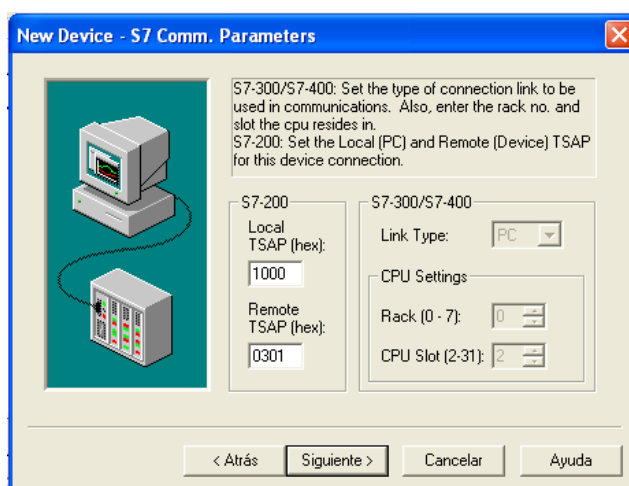 New Device - S7 Comm. Parameters
S7-300/S7-400: Set the type of connection link to be
used in communications.  Also, enter the rack no. and
slot the cpu resides in.
S7-200: Set the Local (PC) and Remote (Device) TSAP
for this device connection.
S7-200
Local
TSAP (hex):
1000
Remote
TSAP (hex):
0301
S7-300/S7-400
Link Type:
PC
CPU Settings
Rack (0 - 7):
0
CPU Slot (2-31):
2
< Atrás
Siguiente >
Cancelar
Ayuda